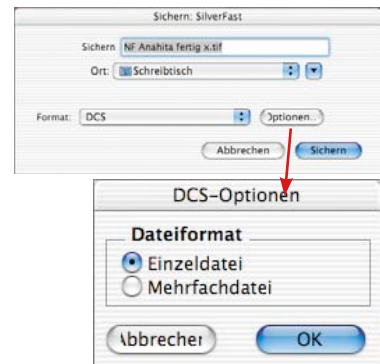 Sichern: SilverFast
Sichern NF Anahita fertig x.tif
Ort: Schreibtisch
Format: DCS Optionen..
Abbrechen Sichern
DCS-Optionen
Dateiformat
Einzeldatei
Mehrfachdatei
Abbrechen OK